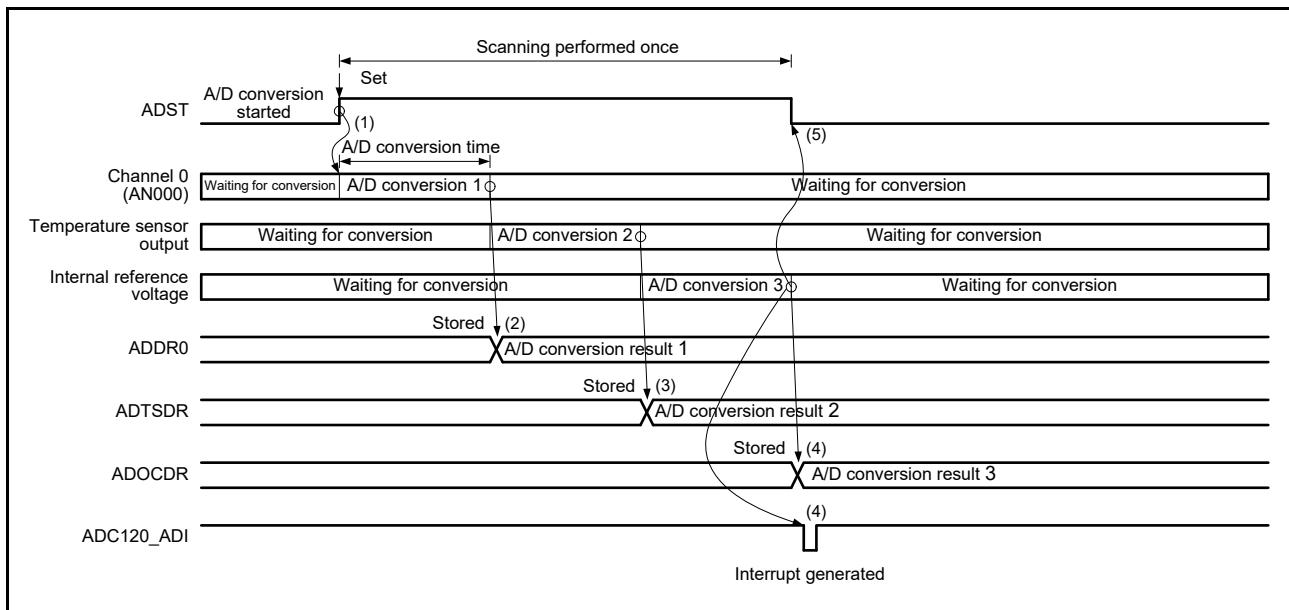 Scanning performed once
Set
ADST
A/D conversion
started
(1)
(5)
A/D conversion time
Channel 0
(AN000)
Waiting for conversion
A/D conversion 1
Waiting for conversion
Temperature sensor
output
Waiting for conversion
A/D conversion 2
Waiting for conversion
Internal reference
voltage
Waiting for conversion
A/D conversion 3
Waiting for conversion
Stored
(2)
ADDR0
A/D conversion result 1
Stored
(3)
ADTSDR
A/D conversion result 2
Stored
(4)
ADOCDR
A/D conversion result 3
(4)
ADC120_ADI
Interrupt generated